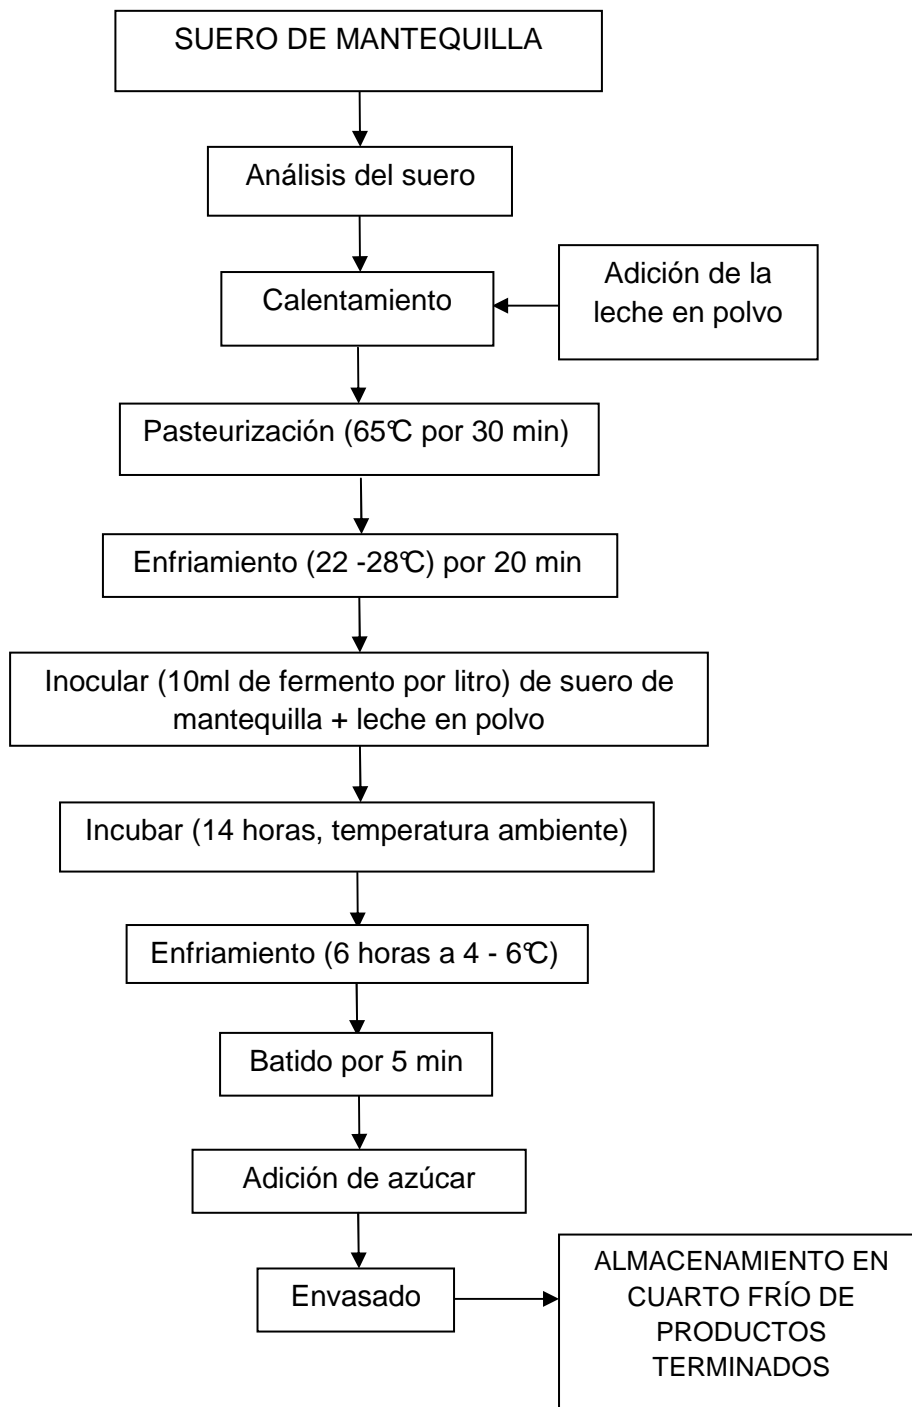 SUERO DE MANTEQUILLA
Análisis del suero
Calentamiento
Adición de la
leche en polvo
Pasteurización (65℃ por 30 min)
Enfriamiento (22 -28℃) por 20 min
Inocular (10ml de fermento por litro) de suero de
mantequilla + leche en polvo
Incubar (14 horas, temperatura ambiente)
Enfriamiento (6 horas a 4 - 6℃)
Batido por 5 min
Adición de azúcar
Envasado
ALMACENAMIENTO EN
CUARTO FRÍO DE
PRODUCTOS
TERMINADOS